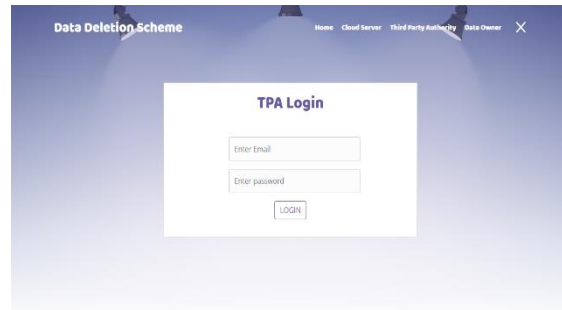 Data Deletion Scheme
Home Cloud Server Third Party Authority Data Owner
TPA Login
Enter Email
Enter password
LOGIN